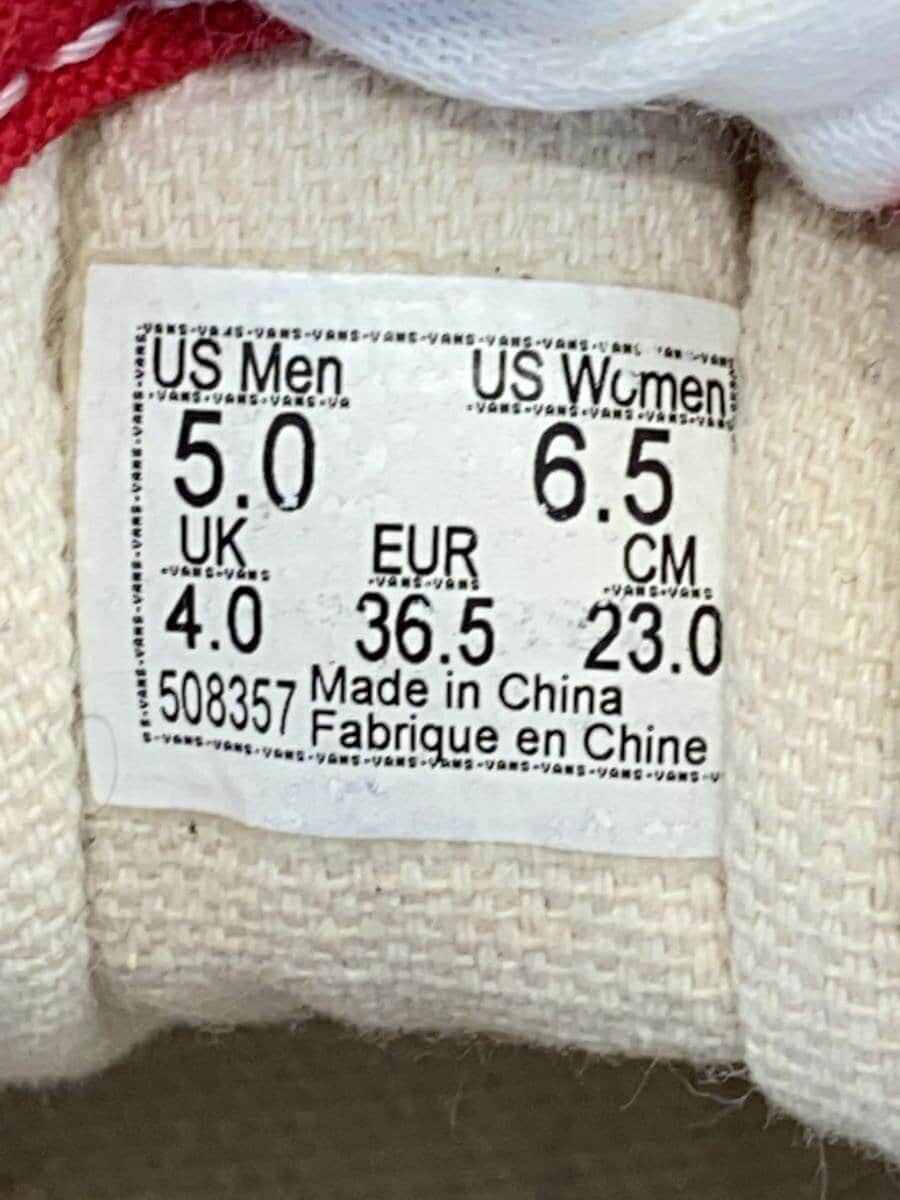 US Men US Women
5.0 6.5
UK EUR CM
4.0 36.5 23.0
508357 Made in China
Fabrique en Chine